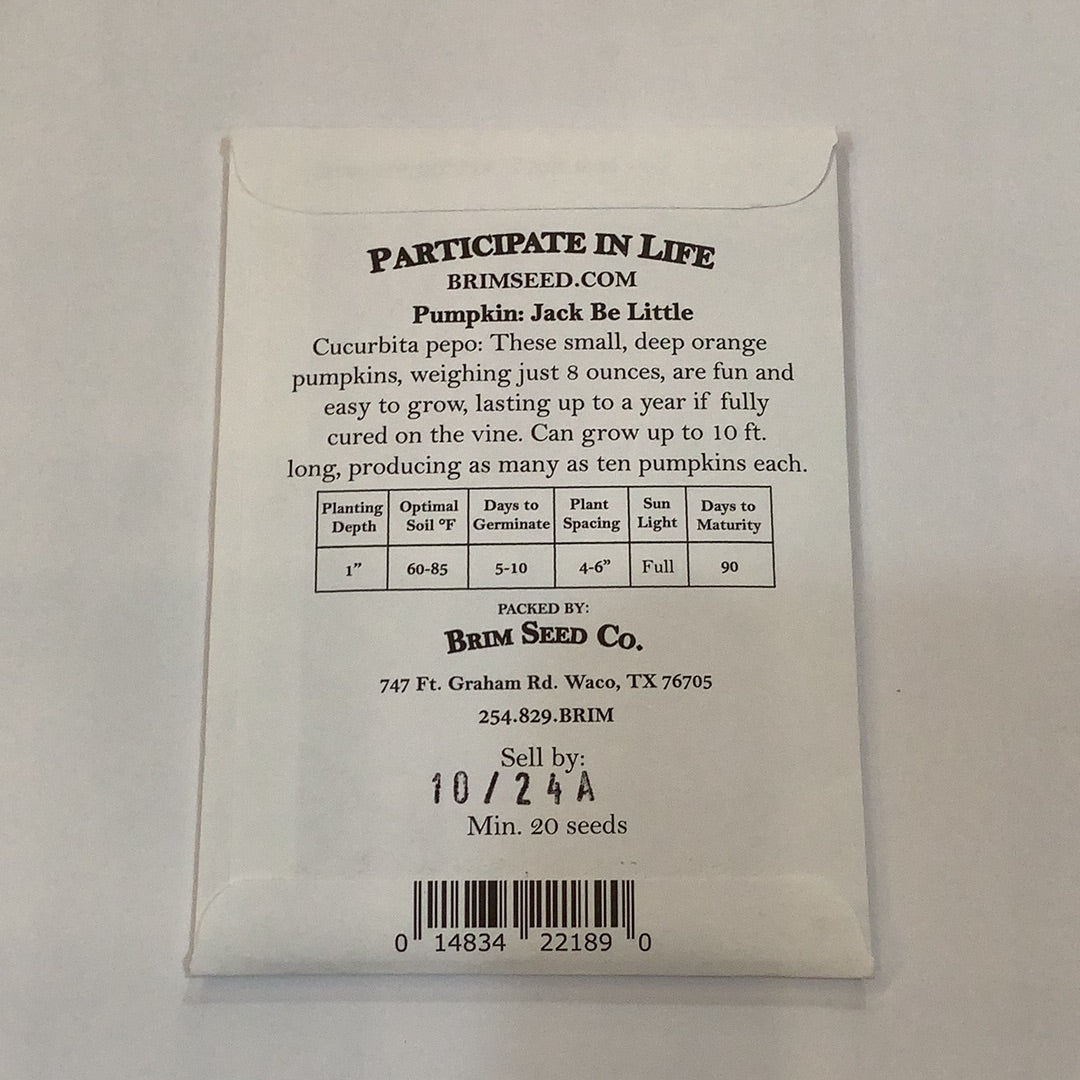 PARTICIPATE IN LIFE
BRIMSEED.COM
Pumpkin: Jack Be Little
Cucurbita pepo: These small, deep orange
pumpkins, weighing just 8 ounces, are fun and
easy to grow, lasting up to a year if fully
cured on the vine. Can grow up to 10 ft.
long, producing as many as ten pumpkins each.
Planting Depth Optimal Soil °F Days to Germinate Plant Spacing Sun Light Days to Maturity
1” 60-85 5-10 4-6” Full 90
PACKED BY:
BRIM SEED CO.
747 Ft. Graham Rd. Waco, TX 76705
254.829.BRIM
Sell by:
10/24A
Min. 20 seeds
0 14834 22189 0